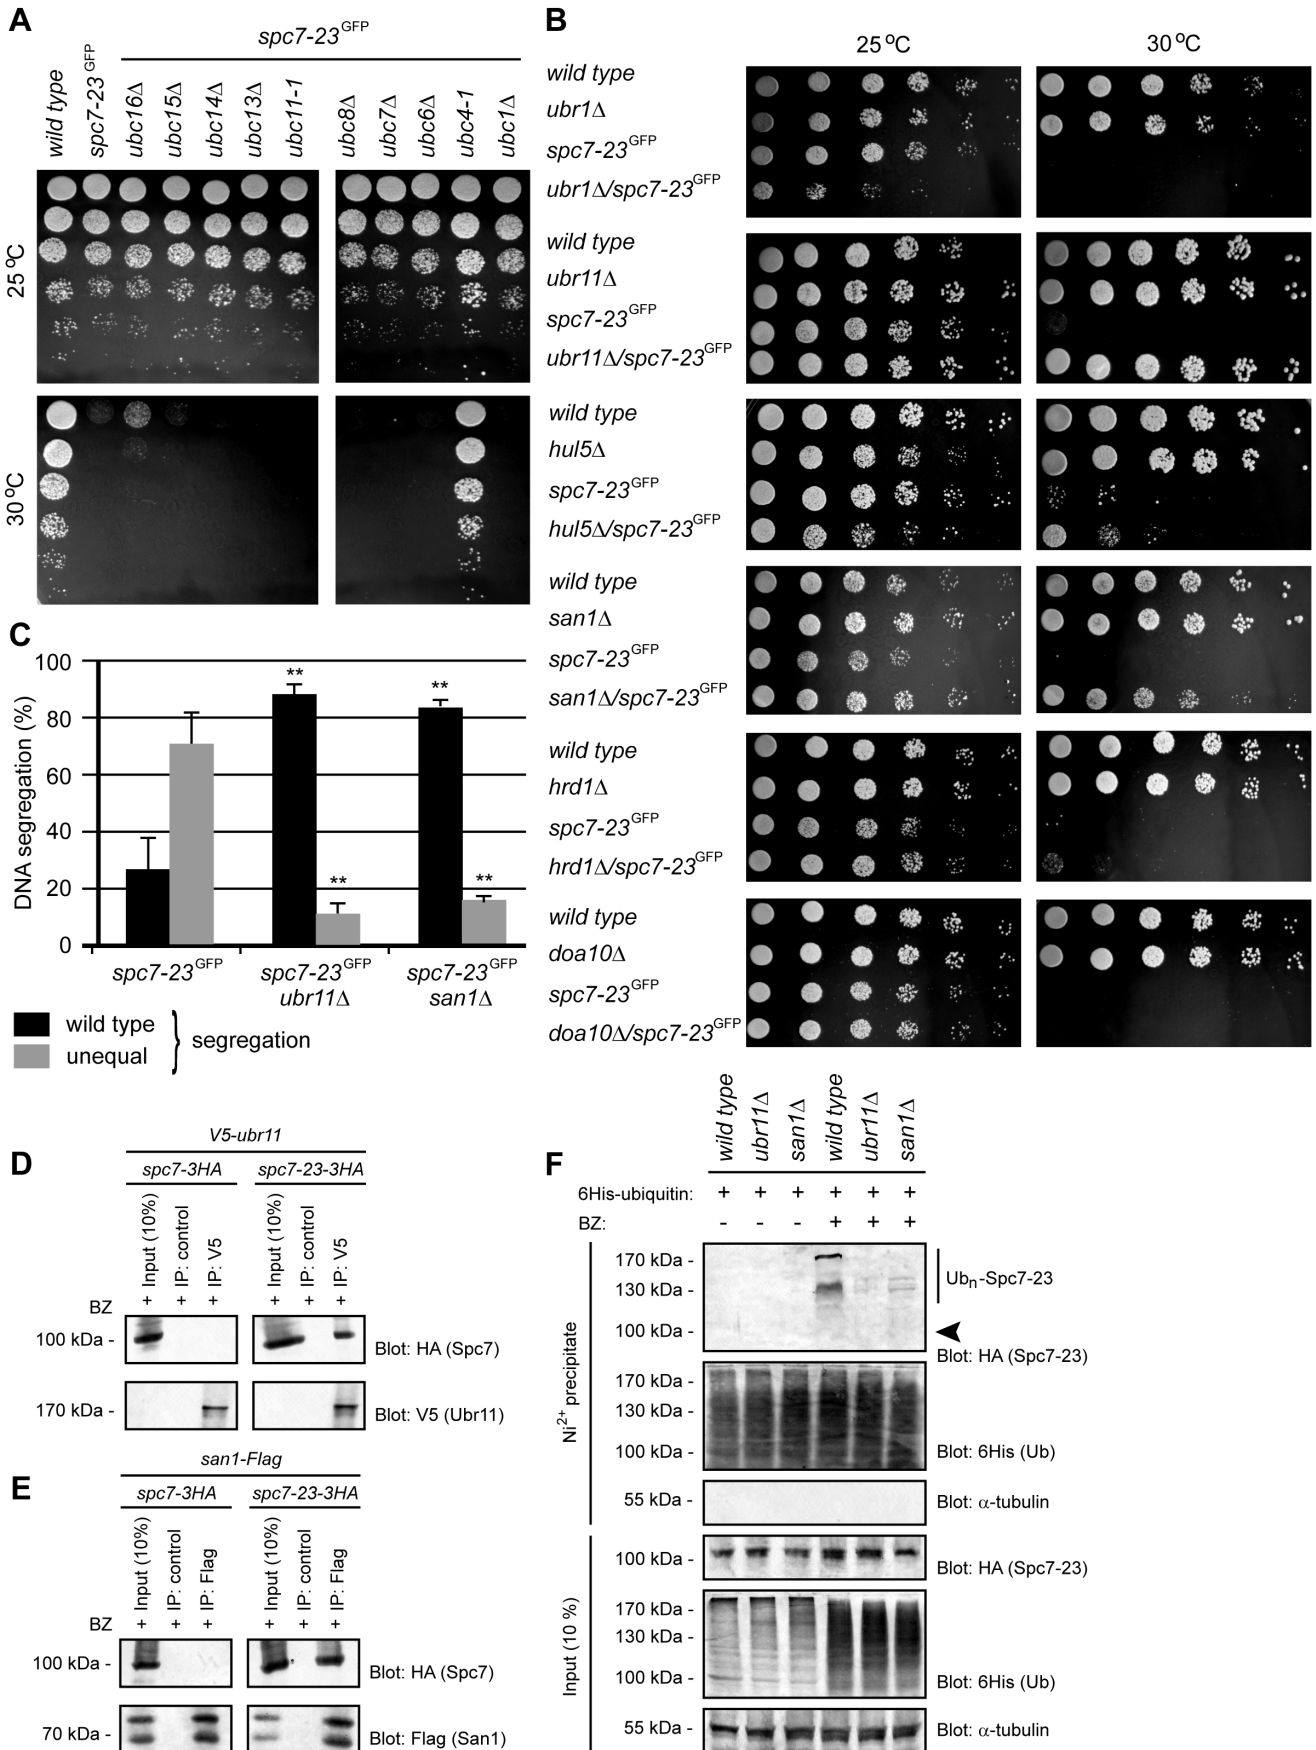 A
spc7-23GFP
wild type
spc7-23 GFP
ubc16Δ
ubc15Δ
ubc14Δ
ubc13Δ
ubc11-1
ubc8Δ
ubc7Δ
ubc6Δ
ubc4-1
ubc1Δ
25 ºC
30 ºC
B
25 ºC
30 ºC
wild type
ubr1Δ
spc7-23GFP
ubr1Δ/spc7-23GFP
wild type
ubr11Δ
spc7-23GFP
ubr11Δ/spc7-23GFP
wild type
hul5Δ
spc7-23GFP
hul5Δ/spc7-23GFP
wild type
san1Δ
spc7-23GFP
san1Δ/spc7-23GFP
wild type
hrd1Δ
spc7-23GFP
hrd1Δ/spc7-23GFP
wild type
doa10Δ
spc7-23GFP
doa10Δ/spc7-23GFP
C
DNA segregation (%)
100
80
60
40
20
0
**
**
**
**
spc7-23GFP
spc7-23GFP
ubr11Δ
spc7-23GFP
san1Δ
wild type
unequal
segregation
D
V5-ubr11
spc7-3HA
spc7-23-3HA
Input (10%)
IP: control
IP: V5
Input (10%)
IP: control
IP: V5
BZ
+ + + + + +
100 kDa -
Blot: HA (Spc7)
170 kDa -
Blot: V5 (Ubr11)
E
san1-Flag
spc7-3HA
spc7-23-3HA
Input (10%)
IP: control
IP: Flag
Input (10%)
IP: control
IP: Flag
BZ
+ + + + + +
100 kDa -
Blot: HA (Spc7)
70 kDa -
Blot: Flag (San1)
F
wild type
ubr11Δ
san1Δ
wild type
ubr11Δ
san1Δ
6His-ubiquitin: + + + + + +
BZ: - - - + + +
Ni2+ precipitate
170 kDa -
130 kDa -
100 kDa -
Ubn-Spc7-23
Blot: HA (Spc7-23)
170 kDa -
130 kDa -
100 kDa -
Blot: 6His (Ub)
55 kDa -
Blot: α-tubulin
Input (10 %)
100 kDa -
Blot: HA (Spc7-23)
170 kDa -
130 kDa -
100 kDa -
Blot: 6His (Ub)
55 kDa -
Blot: α-tubulin